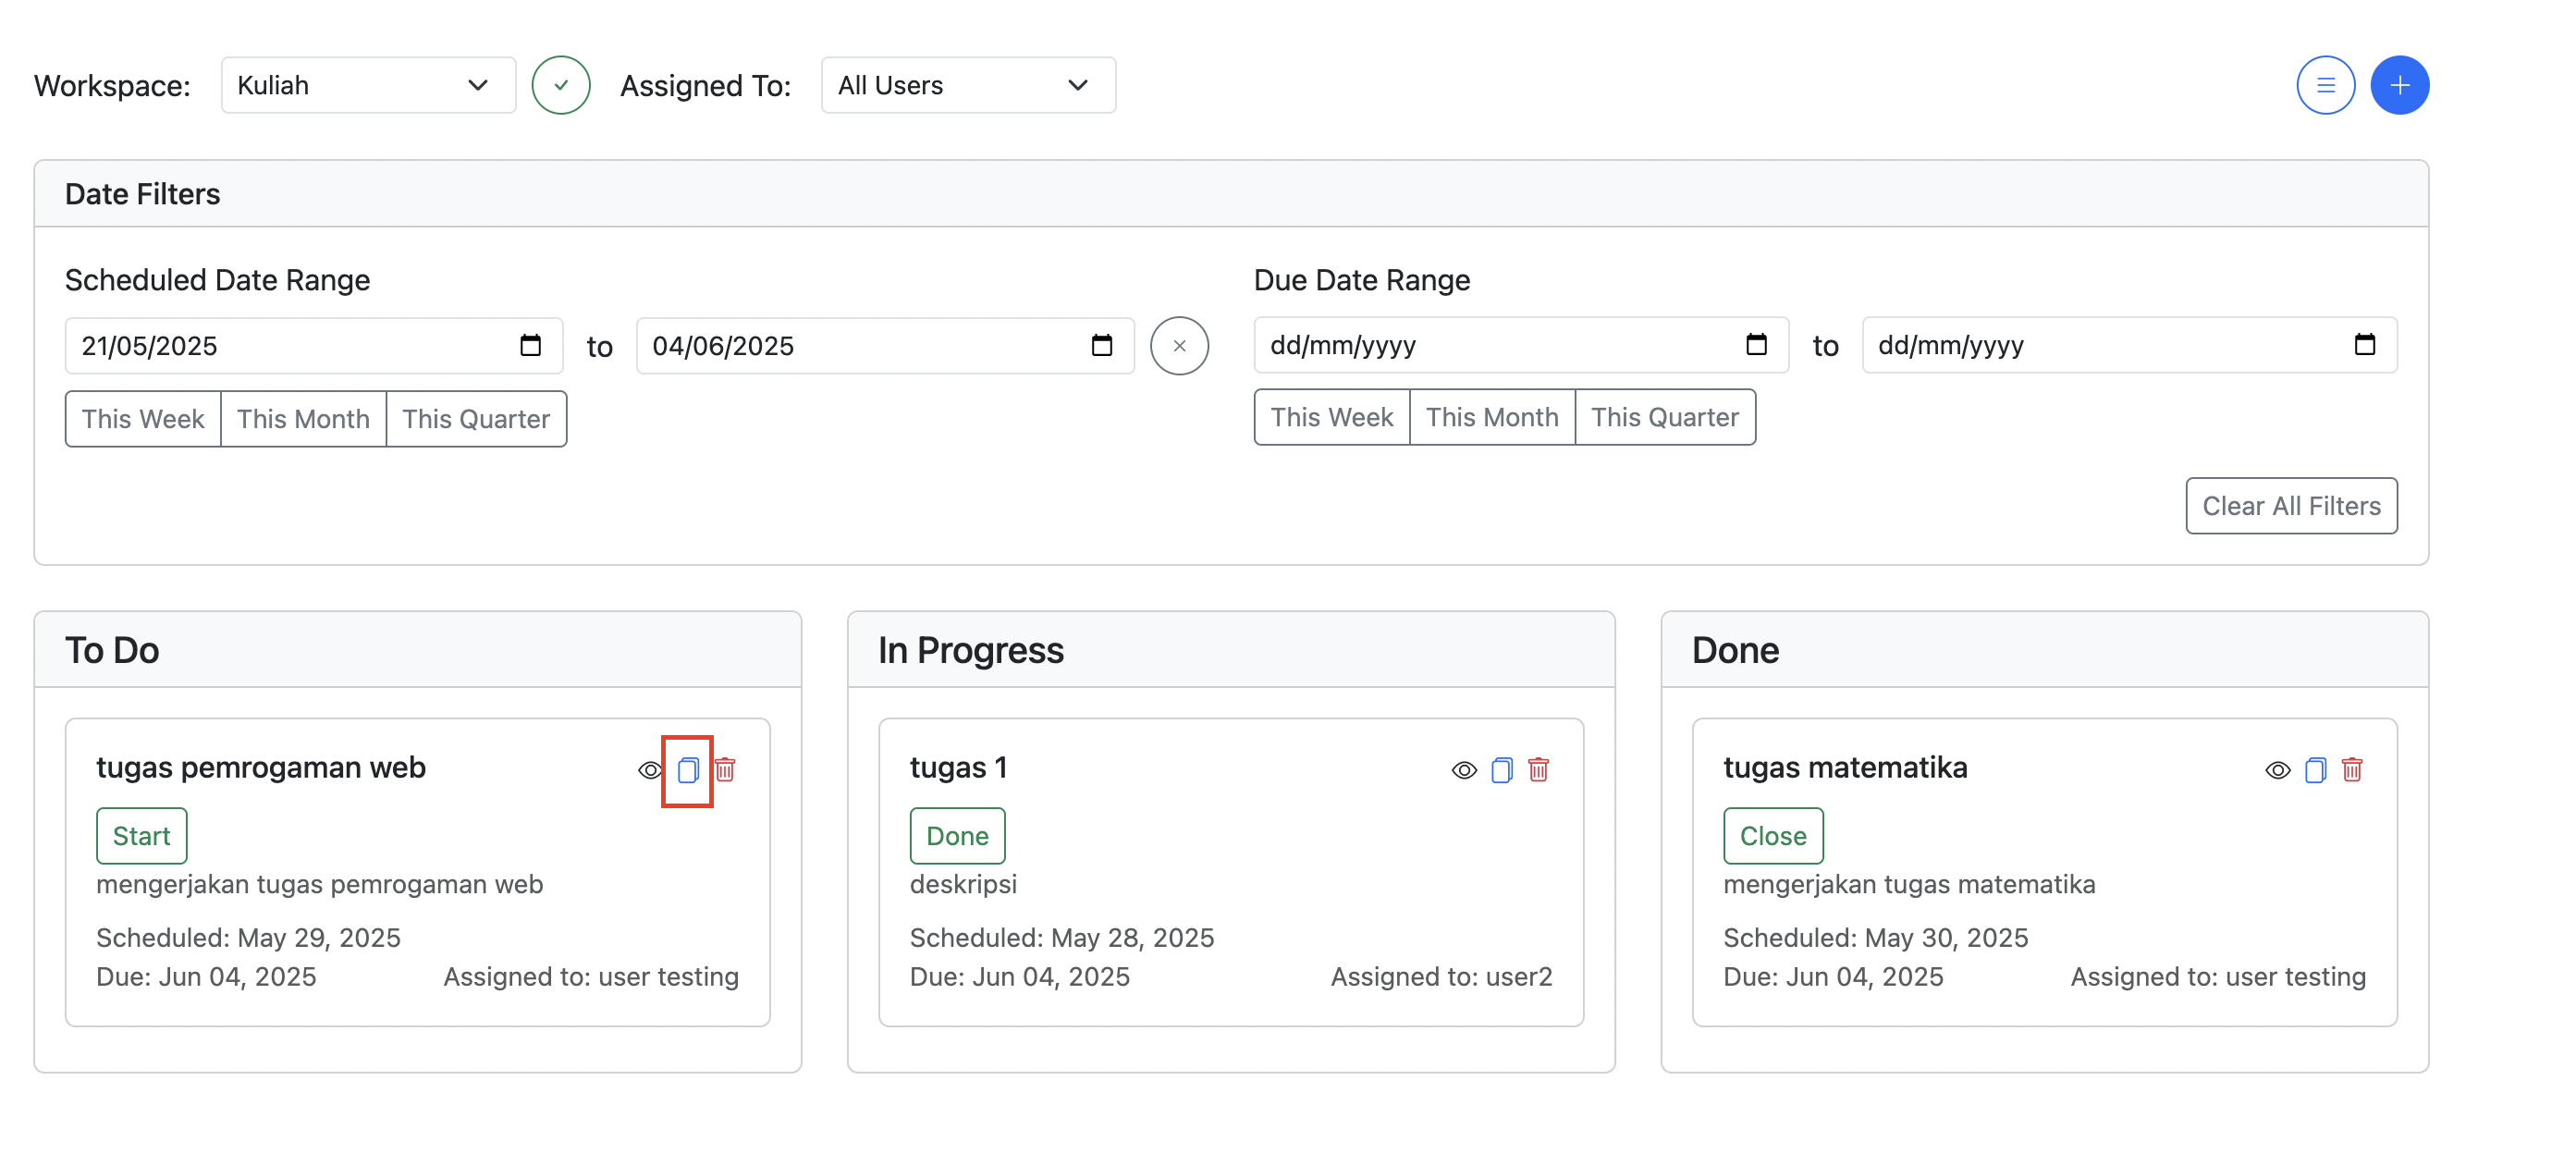 Workspace: Kuliah Assigned To: All Users
Date Filters
Scheduled Date Range
21/05/2025 to 04/06/2025
This Week This Month This Quarter
Due Date Range
dd/mm/yyyy to dd/mm/yyyy
This Week This Month This Quarter
Clear All Filters
To Do
tugas pemrogaman web
Start
mengerjakan tugas pemrogaman web
Scheduled: May 29, 2025
Due: Jun 04, 2025 Assigned to: user testing
In Progress
tugas 1
Done
deskripsi
Scheduled: May 28, 2025
Due: Jun 04, 2025 Assigned to: user2
Done
tugas matematika
Close
mengerjakan tugas matematika
Scheduled: May 30, 2025
Due: Jun 04, 2025 Assigned to: user testing